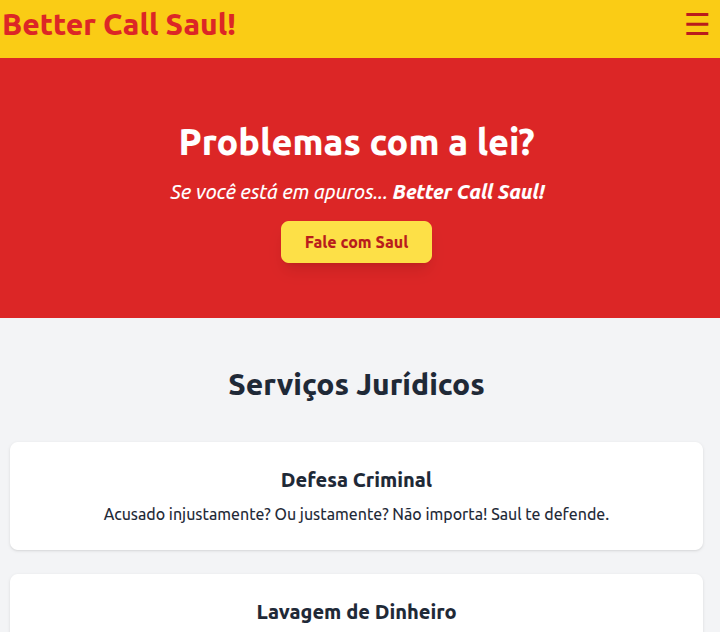 Better Call Saul!
Problemas com a lei?
Se você está em apuros... Better Call Saul!
Fale com Saul
Serviços Jurídicos
Defesa Criminal
Acusado injustamente? Ou justamente? Não importa! Saul te defende.
Lavagem de Dinheiro